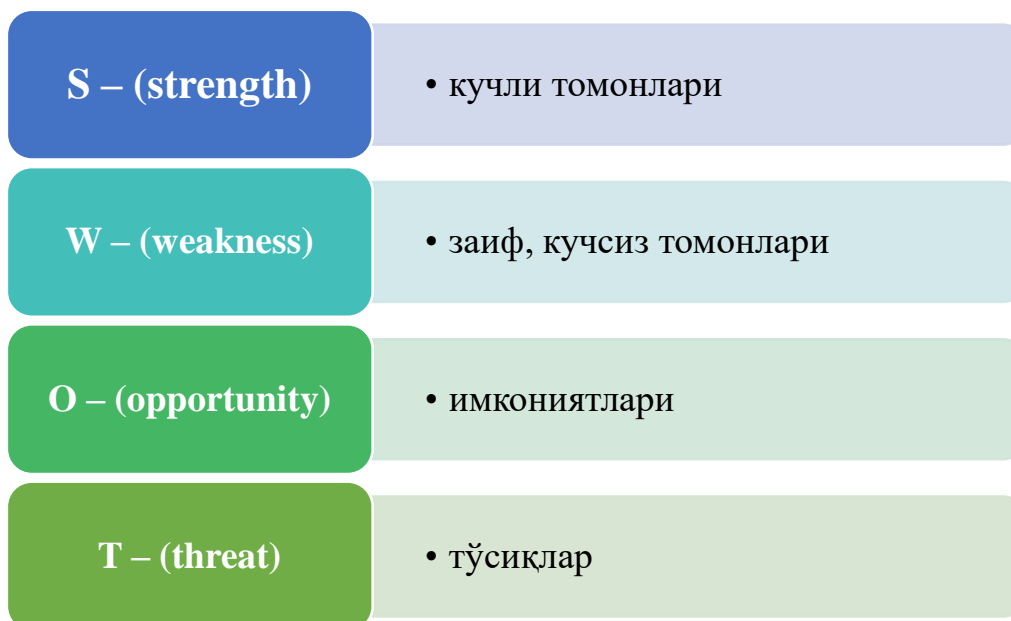 S – (strength)
• кучли томонлари
W – (weakness)
• заиф, кучсиз томонлари
O – (opportunity)
• имкониятлари
T – (threat)
• тўсиқлар